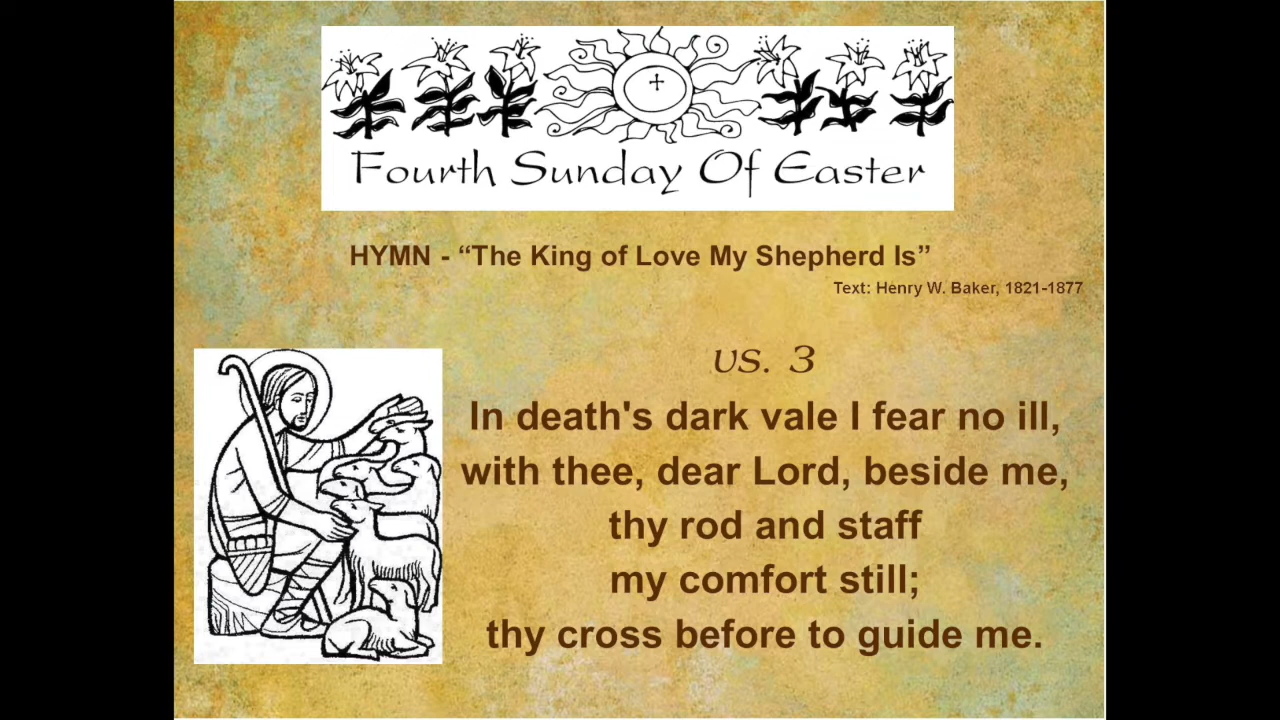 Fourth Sunday Of Easter
HYMN - “The King of Love My Shepherd Is”
Text: Henry W. Baker, 1821-1877
vs. 3
In death's dark vale I fear no ill,
with thee, dear Lord, beside me,
thy rod and staff
my comfort still;
thy cross before to guide me.